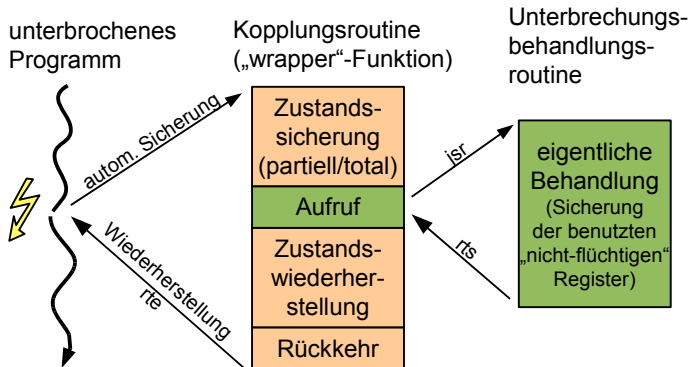 unterbrochenes
Programm
Kopplungsroutine
(„wrapper“-Funktion)
Unterbrechungs-
behandlungs-
routine
autom. Sicherung
Zustands-
sicherung
(partiell/total)
Aufruf
Zustands-
wiederher-
stellung
Rückkehr
jsr
rts
eigentliche
Behandlung
(Sicherung
der benutzten
„nicht-flüchtigen“
Register)
Wiederherstellung
rte